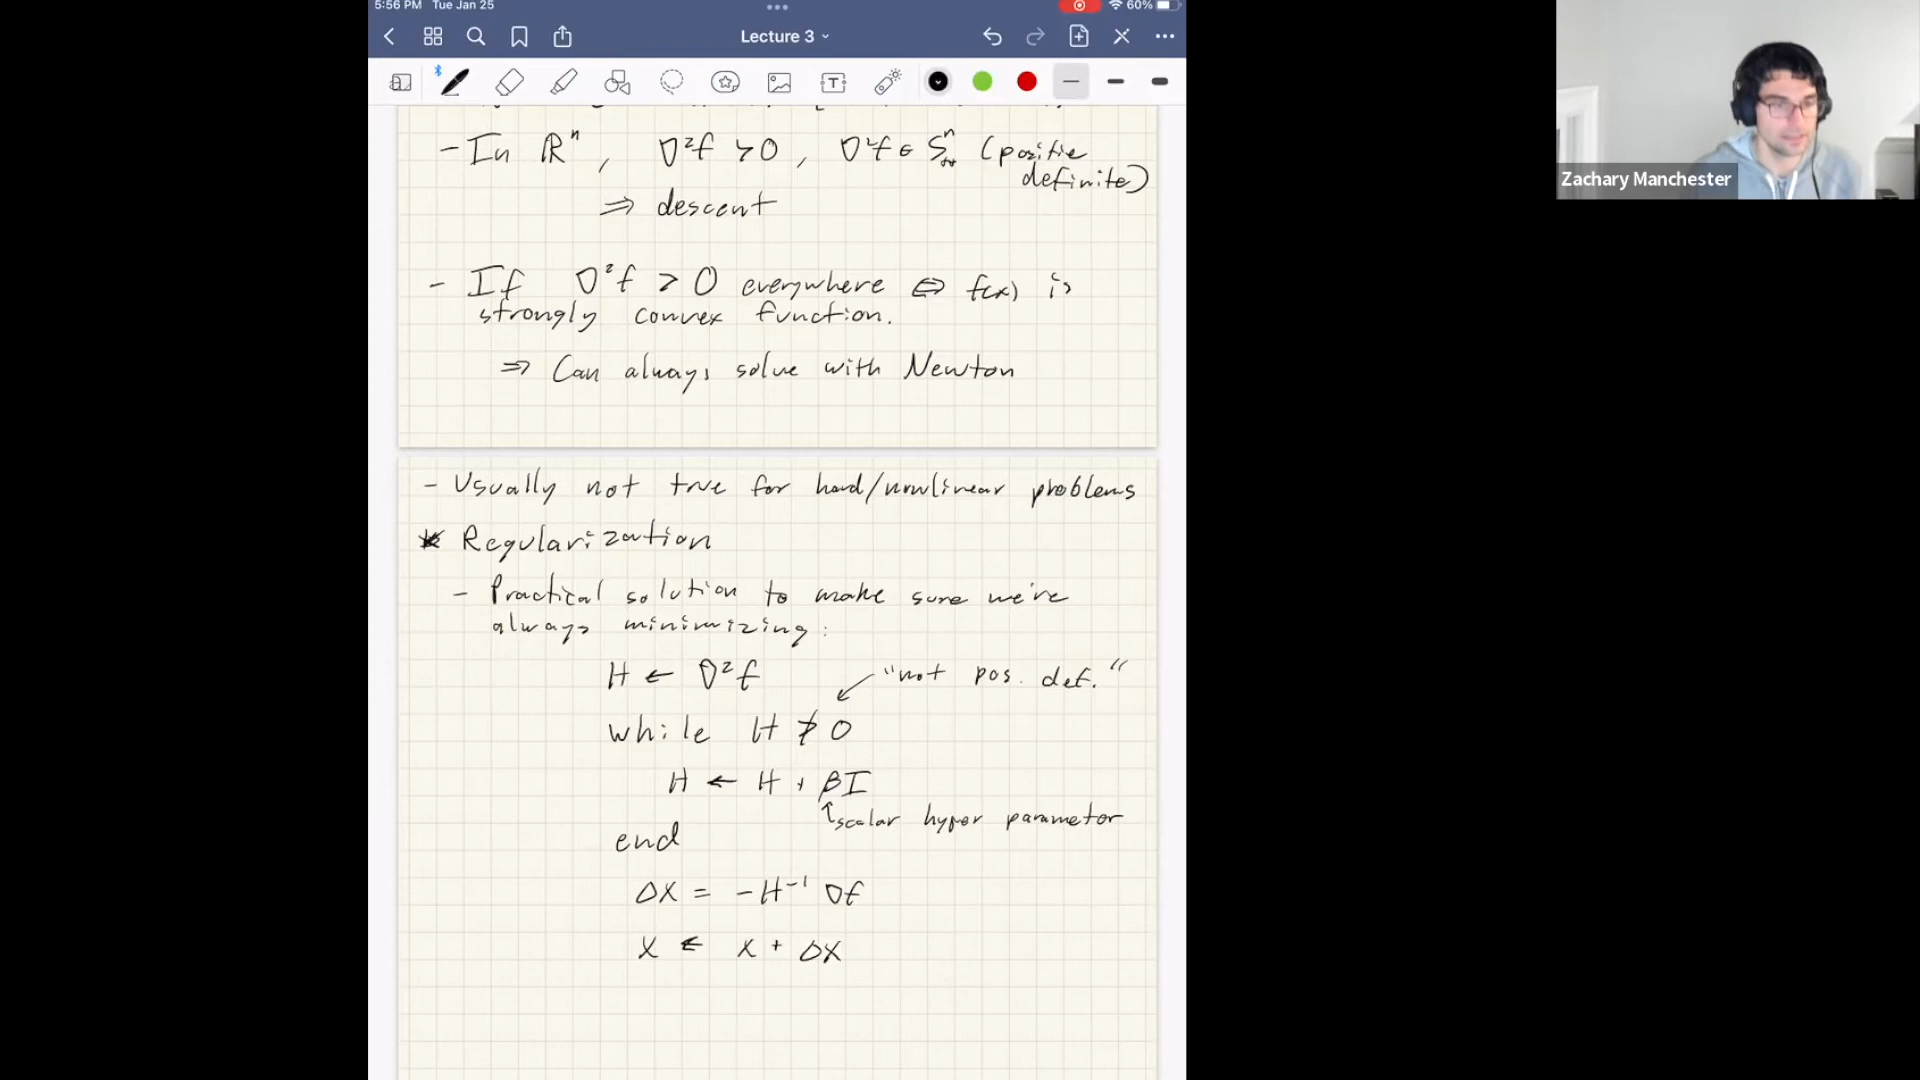 5:56 PM Tue Jan 25
60%
Lecture 3
- In ℝⁿ, ∇²f > 0, ∇²f ∈ Sⁿ₊₊ (positie
definite)
⇒ descent
- If ∇²f > 0 everywhere ⇔ f(x) is
strongly convex function.
⇒ Can always solve with Newton
- Usually not true for hard/nonlinear problems
* Regularization
- Practical solution to make sure we're
always minimizing:
H ← ∇²f
"not pos. def."
while H ≯ 0
H ← H + βI
↑scalar hyper parameter
end
Δx = -H⁻¹ ∇f
x ← x + Δx
Zachary Manchester